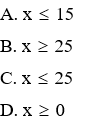 A. x ≤ 15
B. x ≥ 25
C. x ≤ 25
D. x ≥ 0